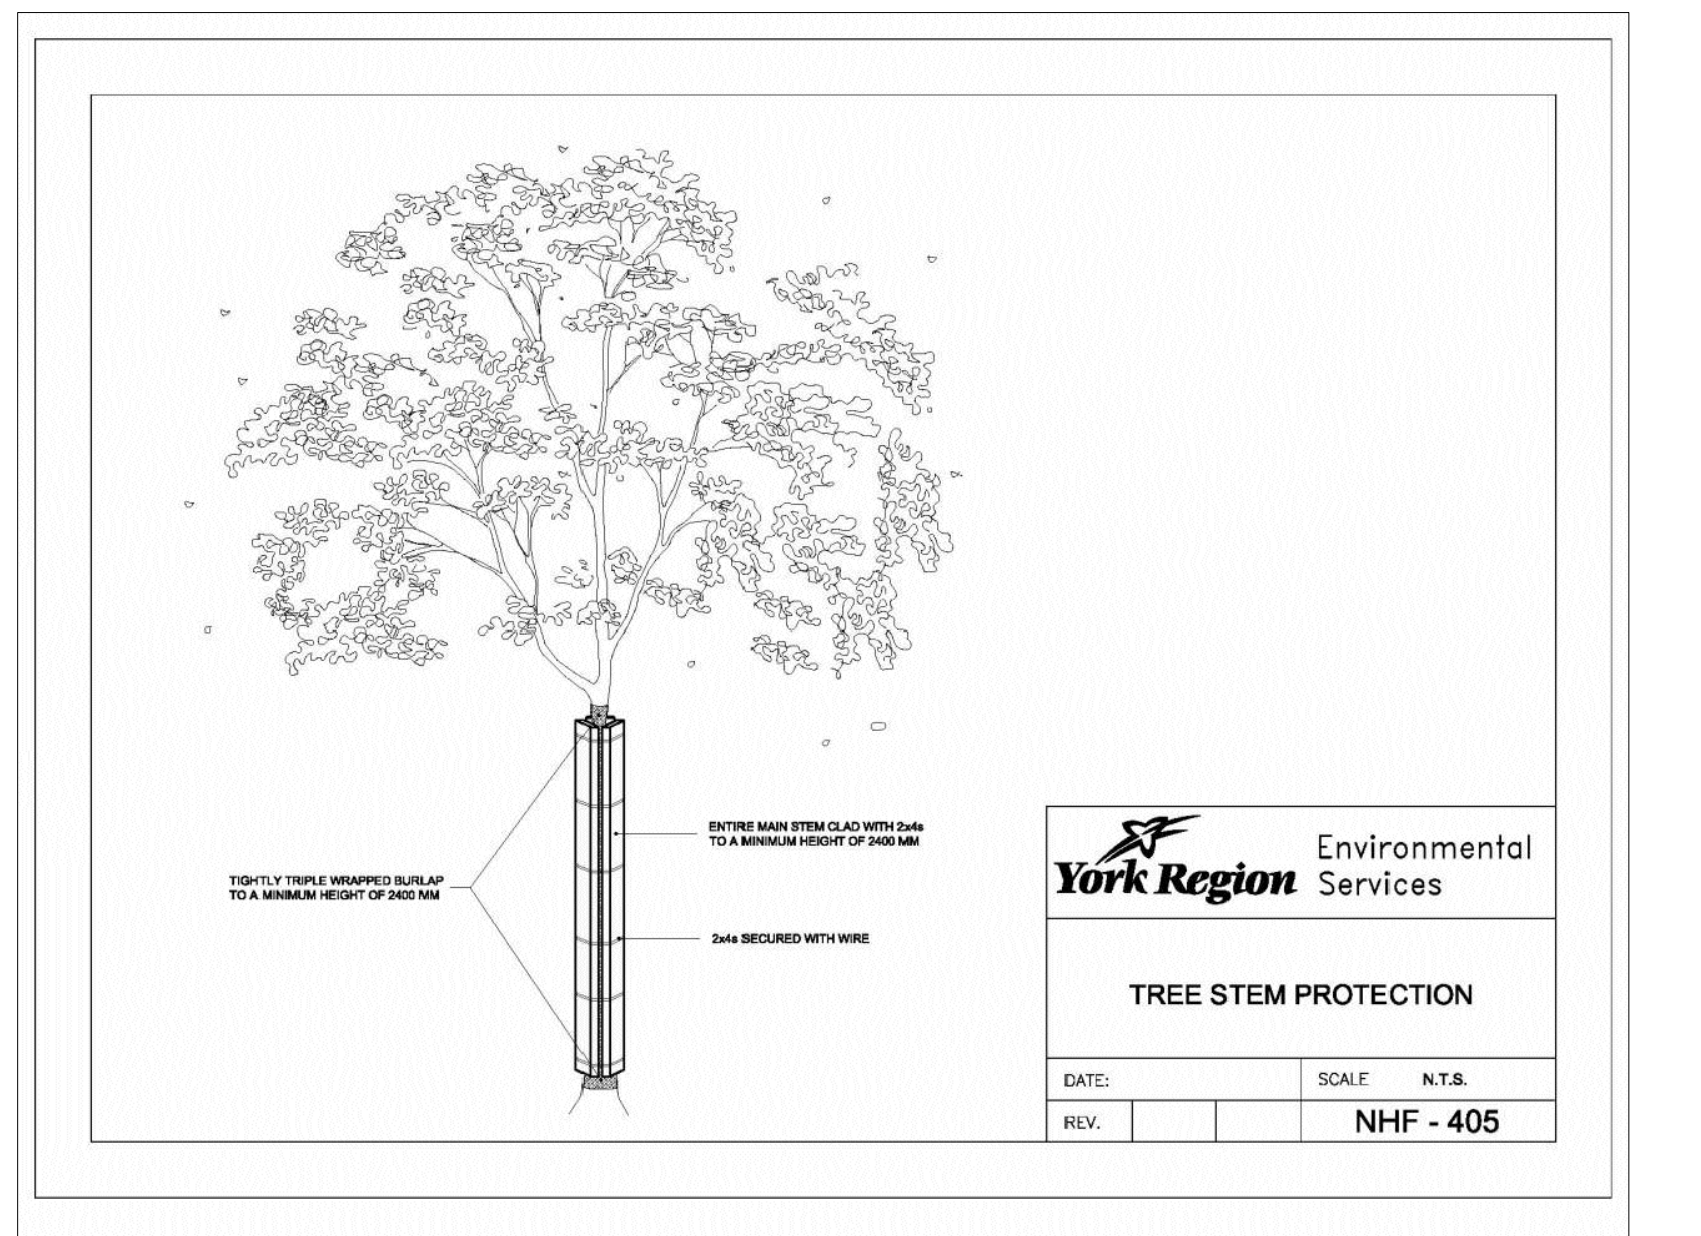 ENTIRE MAIN STEM CLAD WITH 2x4s
TO A MINIMUM HEIGHT OF 2400 MM
TIGHTLY TRIPLE WRAPPED BURLAP
TO A MINIMUM HEIGHT OF 2400 MM
2x4s SECURED WITH WIRE
York Region
Environmental
Services
TREE STEM PROTECTION
DATE:
SCALE N.T.S.
REV.
NHF - 405